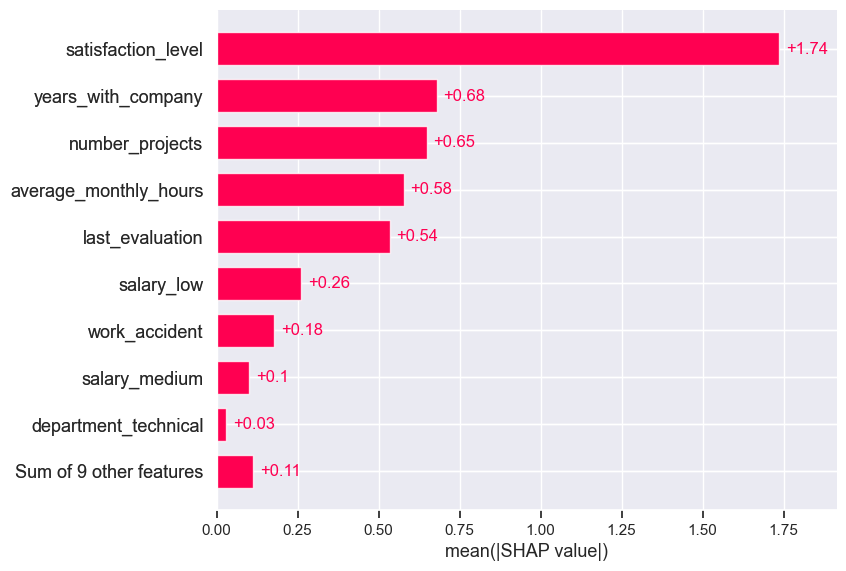 satisfaction_level +1.74
years_with_company +0.68
number_projects +0.65
average_monthly_hours +0.58
last_evaluation +0.54
salary_low +0.26
work_accident +0.18
salary_medium +0.1
department_technical +0.03
Sum of 9 other features +0.11
0.00 0.25 0.50 0.75 1.00 1.25 1.50 1.75
mean(|SHAP value|)